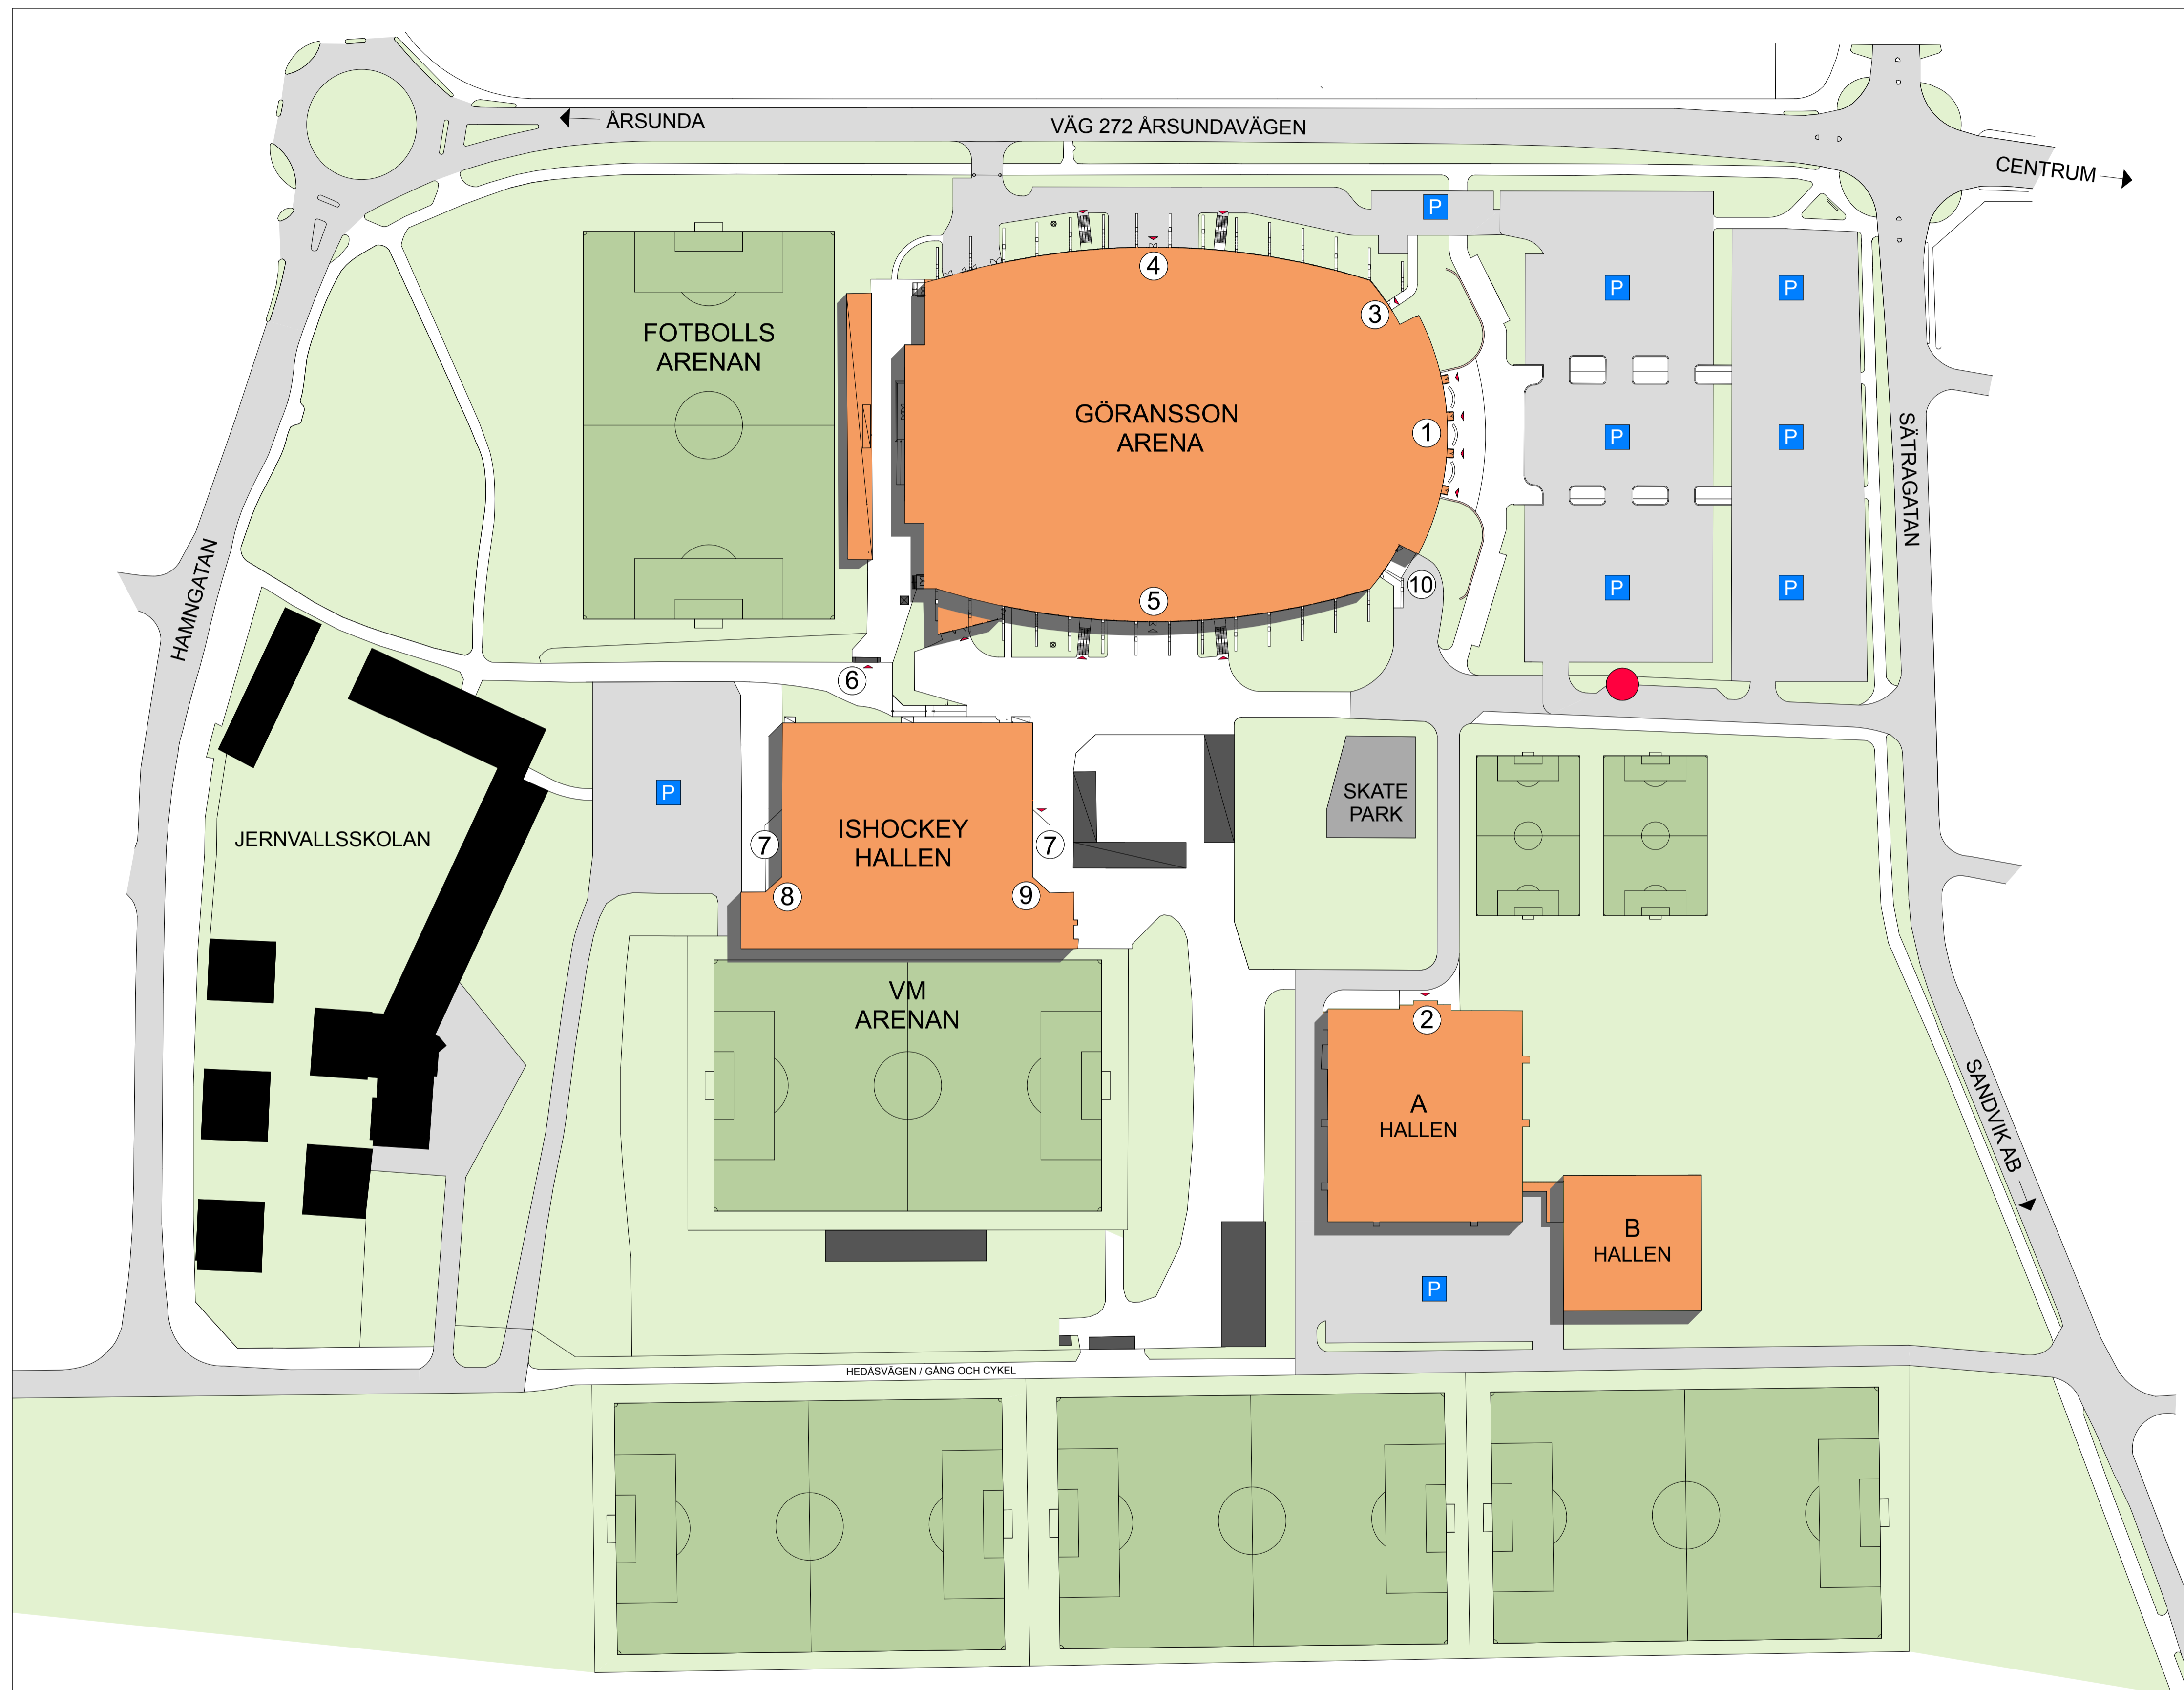 ÅRSUNDA
VÄG 272 ÅRSUNDAVÄGEN
CENTRUM
P
4
P
P
3
FOTBOLLS
ARENAN
GÖRANSSON
ARENA
1
P
P
SÄTRAGATAN
HAMNGATAN
5
10
P
P
6
P
SKATE
PARK
JERNVALLSSKOLAN
ISHOCKEY
HALLEN
7
7
8
9
VM
ARENAN
2
A
HALLEN
SANDVIK AB
B
HALLEN
P
HEDÅSVÄGEN / GÅNG OCH CYKEL